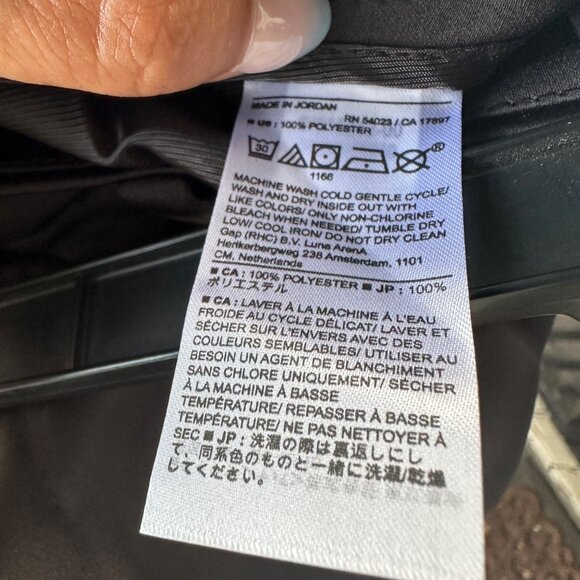 MADE IN JORDAN
RN 54023 / CA 17897
■ US : 100% POLYESTER
30
1166
MACHINE WASH COLD GENTLE CYCLE/
WASH AND DRY INSIDE OUT WITH
LIKE COLORS/ ONLY NON-CHLORINE
BLEACH WHEN NEEDED/ TUMBLE DRY
LOW/ COOL IRON/ DO NOT DRY CLEAN
Gap (RHC) B.V. Luna ArenA,
Herikerbergweg 238 Amsterdam, 1101
CM, Netherlands
■ CA : 100% POLYESTER ■ JP : 100%
ポリエステル
■ CA : LAVER À LA MACHINE À L'EAU
FROIDE AU CYCLE DÉLICAT/ LAVER ET
SÉCHER SUR L'ENVERS AVEC DES
COULEURS SEMBLABLES/ UTILISER AU
BESOIN UN AGENT DE BLANCHIMENT
SANS CHLORE UNIQUEMENT/ SÉCHER
À LA MACHINE À BASSE
TEMPÉRATURE/ REPASSER À BASSE
TEMPÉRATURE/ NE PAS NETTOYER À
SEC ■ JP : 洗濯の際は裏返しにし
て、同系色のものと一緒に洗濯/乾燥
してください。